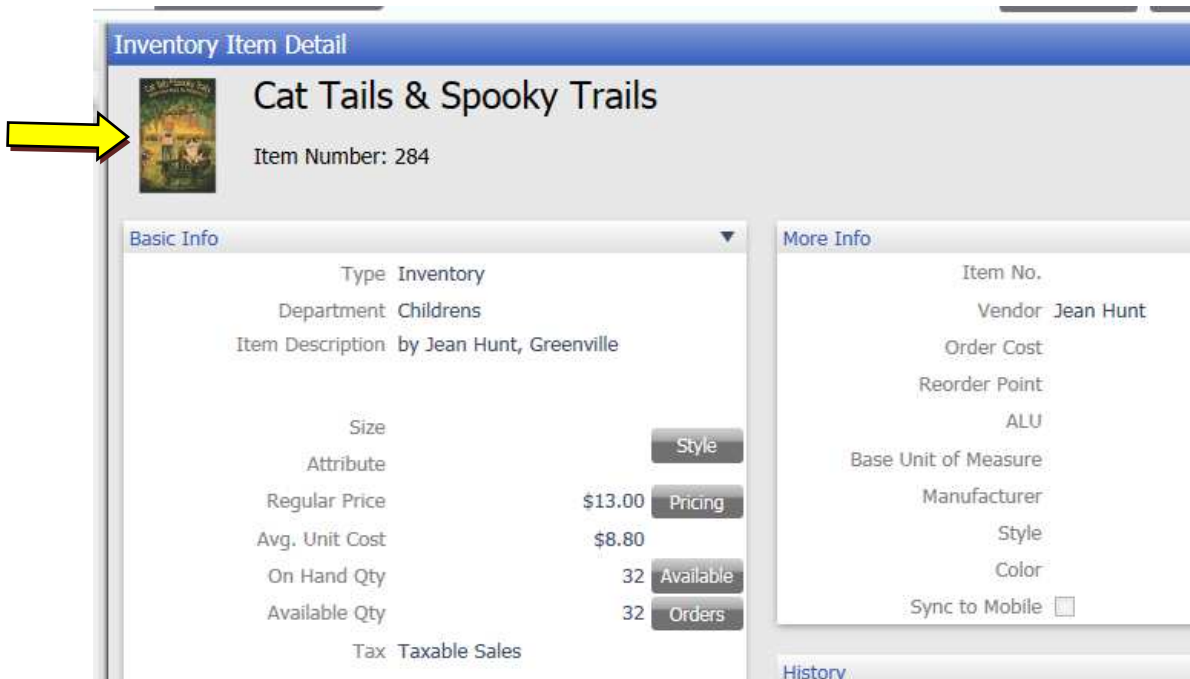 Inventory Item Detail
Cat Tails & Spooky Trails
Item Number: 284
Basic Info
Type Inventory
Department Childrens
Item Description by Jean Hunt, Greenville
Size
Style
Attribute
Regular Price $13.00 Pricing
Avg. Unit Cost $8.80
On Hand Qty 32 Available
Available Qty 32 Orders
Tax Taxable Sales
More Info
Item No.
Vendor Jean Hunt
Order Cost
Reorder Point
ALU
Base Unit of Measure
Manufacturer
Style
Color
Sync to Mobile
History